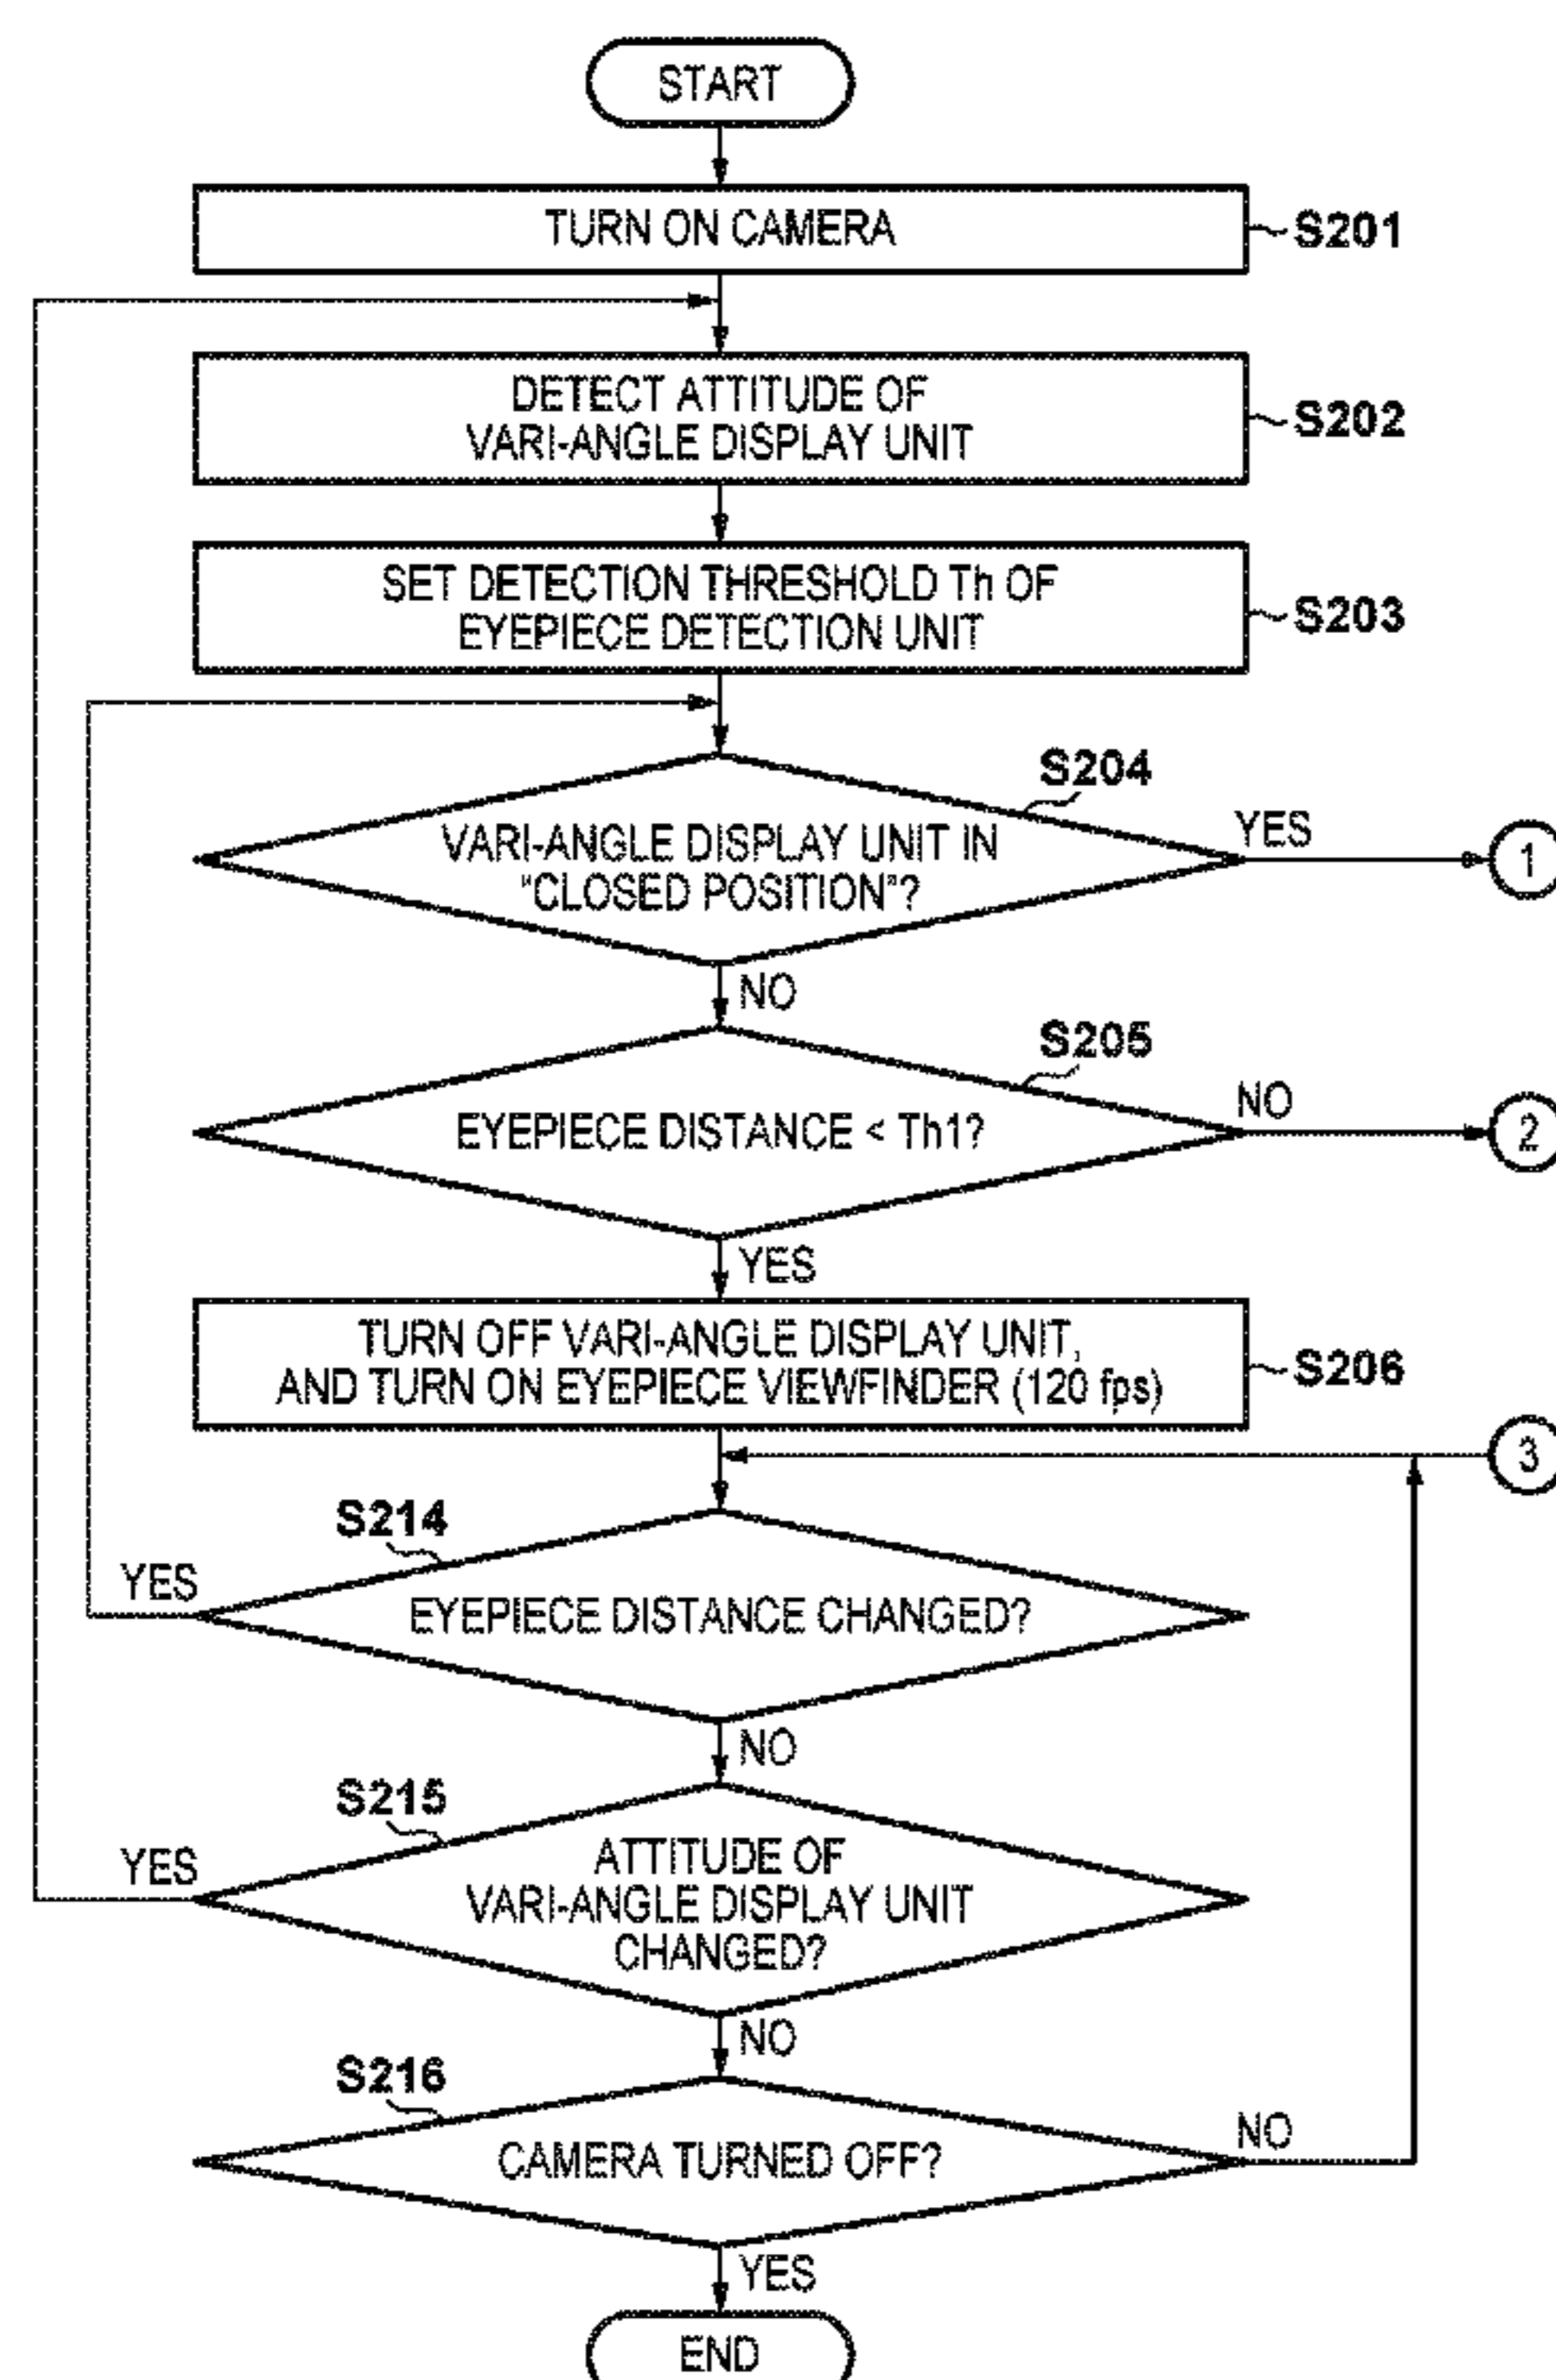 START
TURN ON CAMERA
S201
DETECT ATTITUDE OF
VARI-ANGLE DISPLAY UNIT
S202
SET DETECTION THRESHOLD Th OF
EYEPIECE DETECTION UNIT
S203
S204
VARI-ANGLE DISPLAY UNIT IN
"CLOSED POSITION"?
YES
1
NO
S205
EYEPIECE DISTANCE < Th1?
NO
2
YES
TURN OFF VARI-ANGLE DISPLAY UNIT,
AND TURN ON EYEPIECE VIEWFINDER (120 fps)
S206
3
S214
YES
EYEPIECE DISTANCE CHANGED?
NO
S215
YES
ATTITUDE OF
VARI-ANGLE DISPLAY UNIT
CHANGED?
NO
S216
CAMERA TURNED OFF?
NO
YES
END